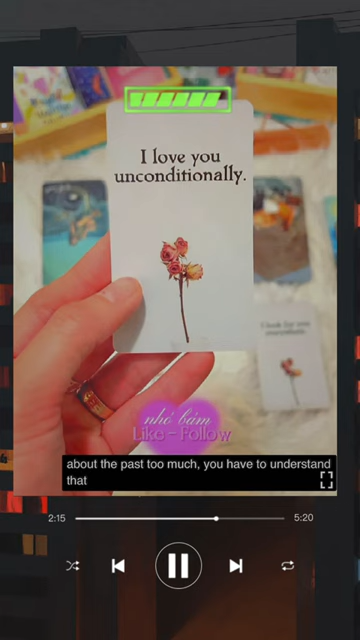 I love you
unconditionally.
nhớ bấm
Like - Follow
about the past too much, you have to understand
that
2:15
5:20